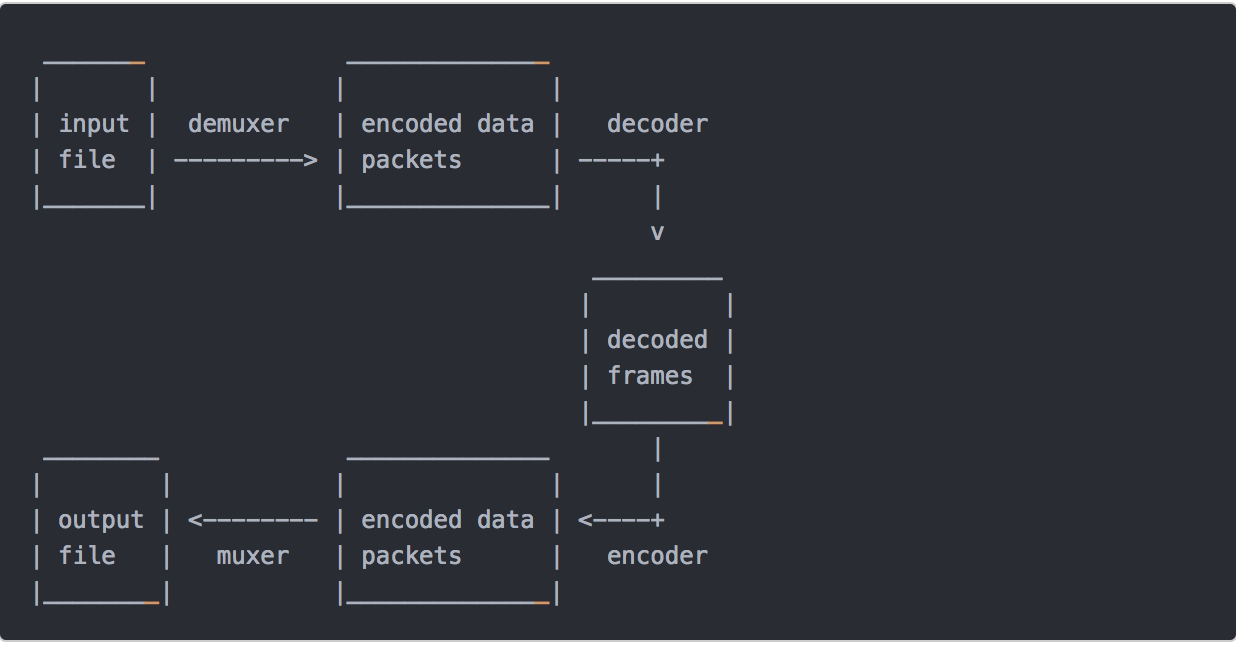 _______              ______________
|       |            |              |
| input |  demuxer   | encoded data |   decoder
| file  | ---------> | packets      | -----+
|_______|            |______________|      |
                                           v
                                       _________
                                      |         |
                                      | decoded |
                                      | frames  |
                                      |_________|
 ________             ______________       |
|        |           |              |      |
| output | <-------- | encoded data | <----+
| file   |   muxer   | packets      |   encoder
|________|           |______________|